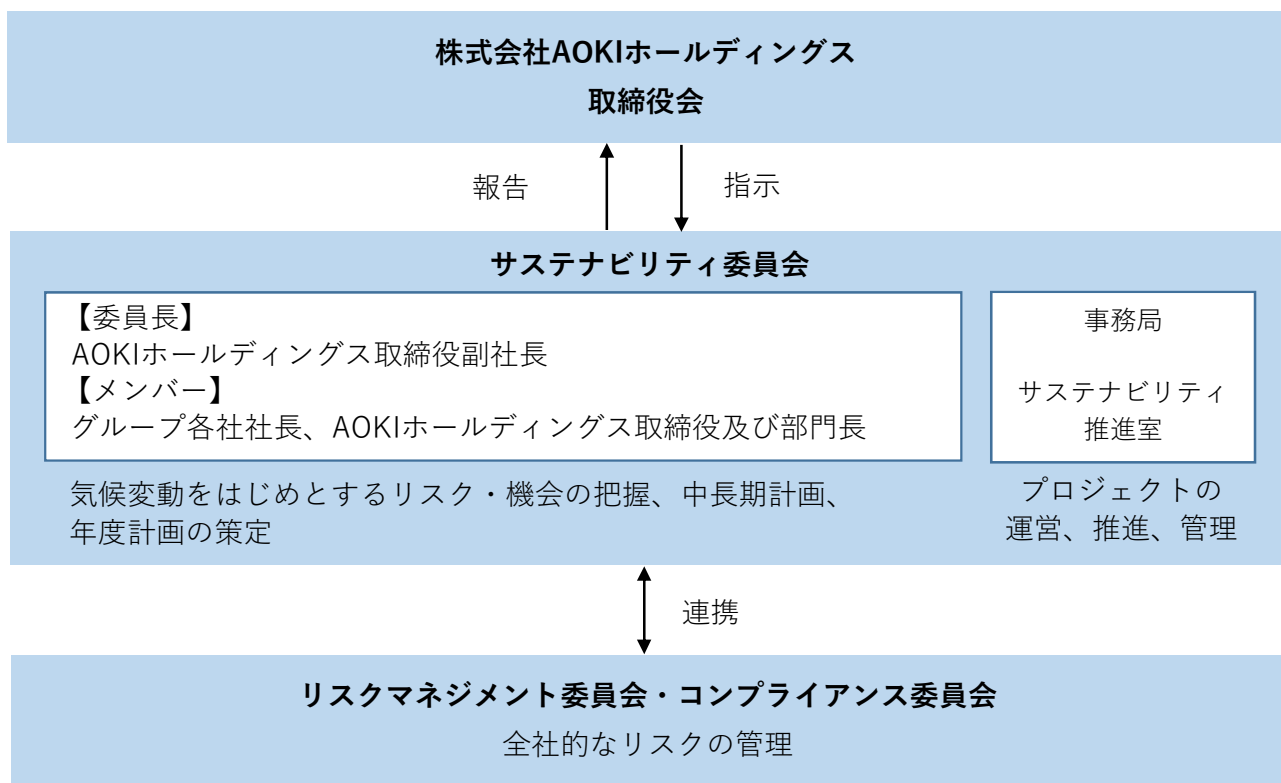 株式会社AOKIホールディングス
取締役会
報告
指示
サステナビリティ委員会
【委員長】
AOKIホールディングス取締役副社長
【メンバー】
グループ各社社長、AOKIホールディングス取締役及び部門長
事務局
サステナビリティ
推進室
気候変動をはじめとするリスク・機会の把握、中長期計画、
年度計画の策定
プロジェクトの
運営、推進、管理
連携
リスクマネジメント委員会・コンプライアンス委員会
全社的なリスクの管理